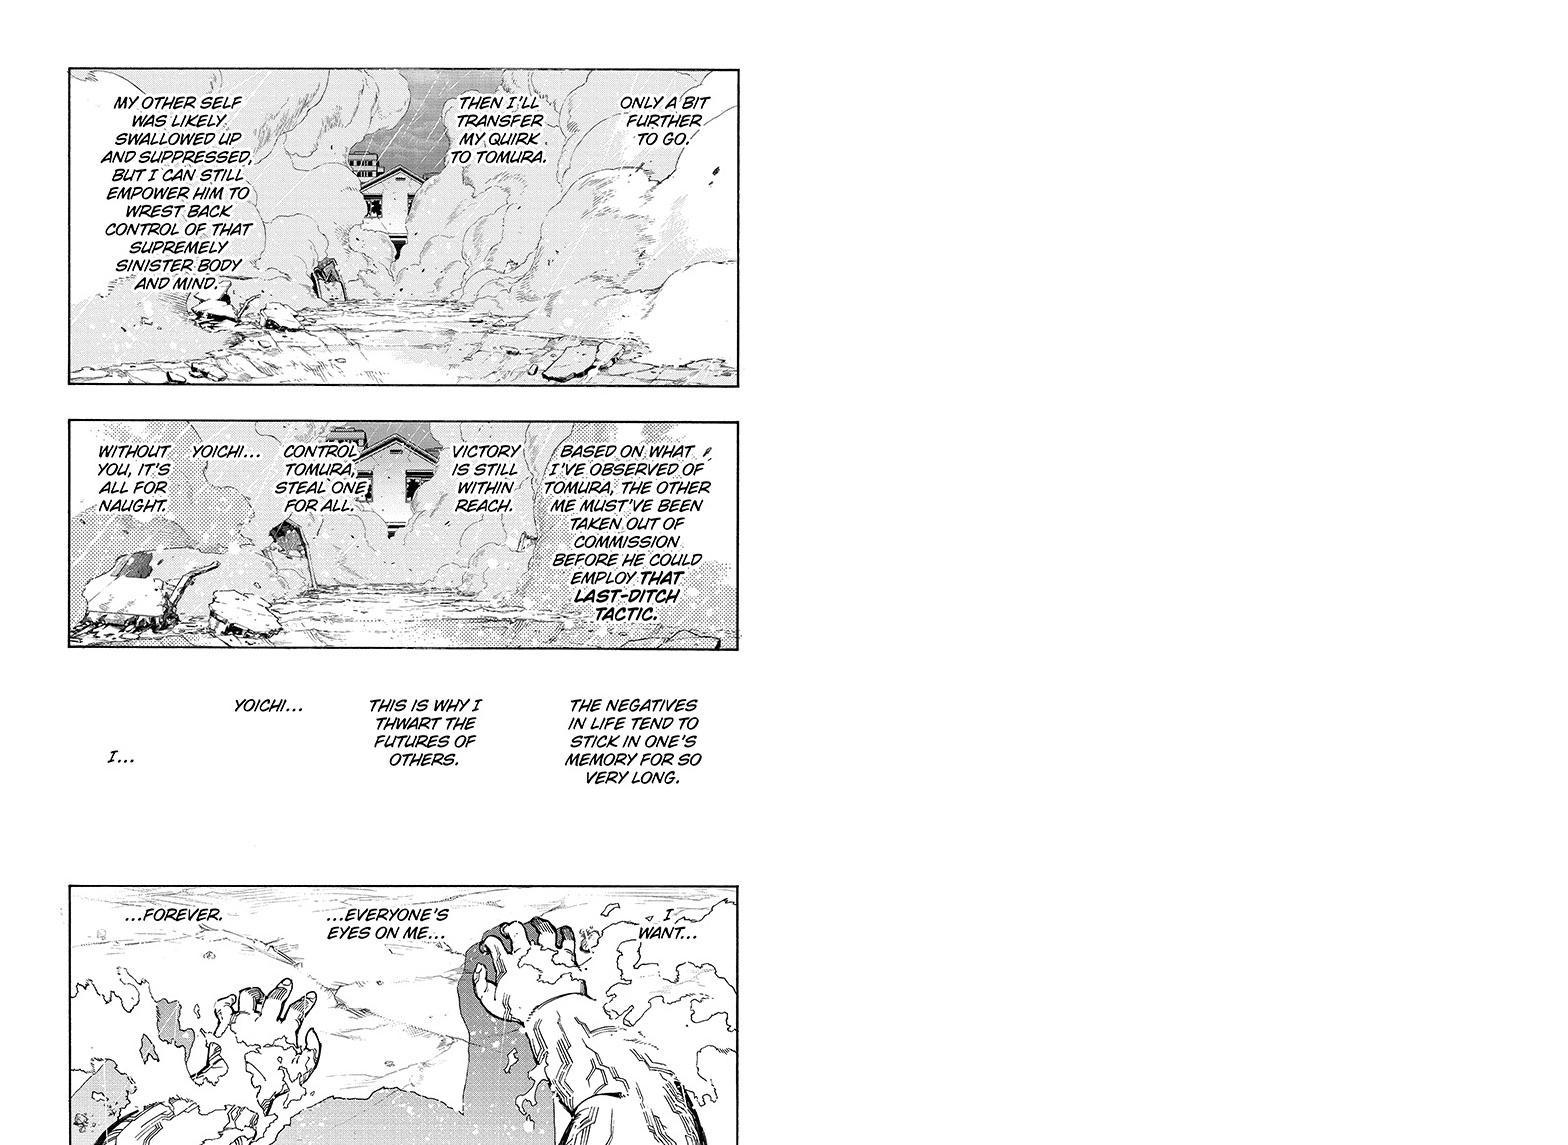 ONLY A BIT
FURTHER
TO GO.
THEN I'LL
TRANSFER
MY QUIRK
TO TOMURA.
MY OTHER SELF
WAS LIKELY
SWALLOWED UP
AND SUPPRESSED,
BUT I CAN STILL
EMPOWER HIM TO
WREST BACK
CONTROL OF THAT
SUPREMELY
SINISTER BODY
AND MIND.
BASED ON WHAT
I'VE OBSERVED OF
TOMURA, THE OTHER
ME MUST'VE BEEN
TAKEN OUT OF
COMMISSION
BEFORE HE COULD
EMPLOY THAT
LAST-DITCH
TACTIC.
VICTORY
IS STILL
WITHIN
REACH.
CONTROL
TOMURA,
STEAL ONE
FOR ALL.
YOICHI...
WITHOUT
YOU, IT'S
ALL FOR
NAUGHT.
THE NEGATIVES
IN LIFE TEND TO
STICK IN ONE'S
MEMORY FOR SO
VERY LONG.
THIS IS WHY I
THWART THE
FUTURES OF
OTHERS.
YOICHI...
I...
I
WANT...
...EVERYONE'S
EYES ON ME...
...FOREVER.